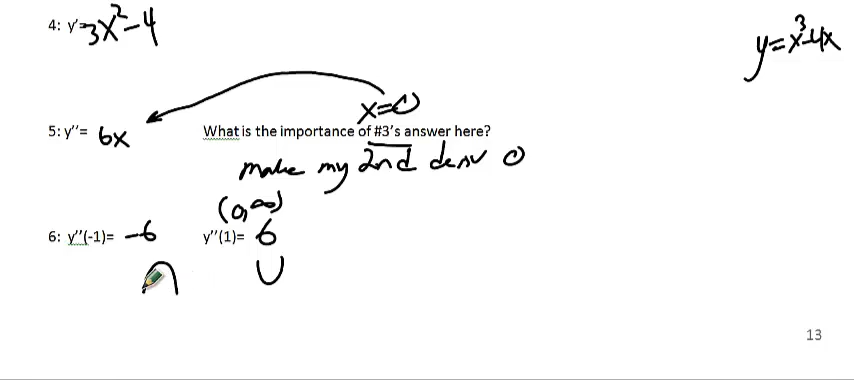 4: y'=3x²-4
y=x³-4x
x=0
5: y''= 6x What is the importance of #3's answer here?
make my 2nd deriv 0
(0,∞)
6: y''(-1)= -6 y''(1)= 6
13